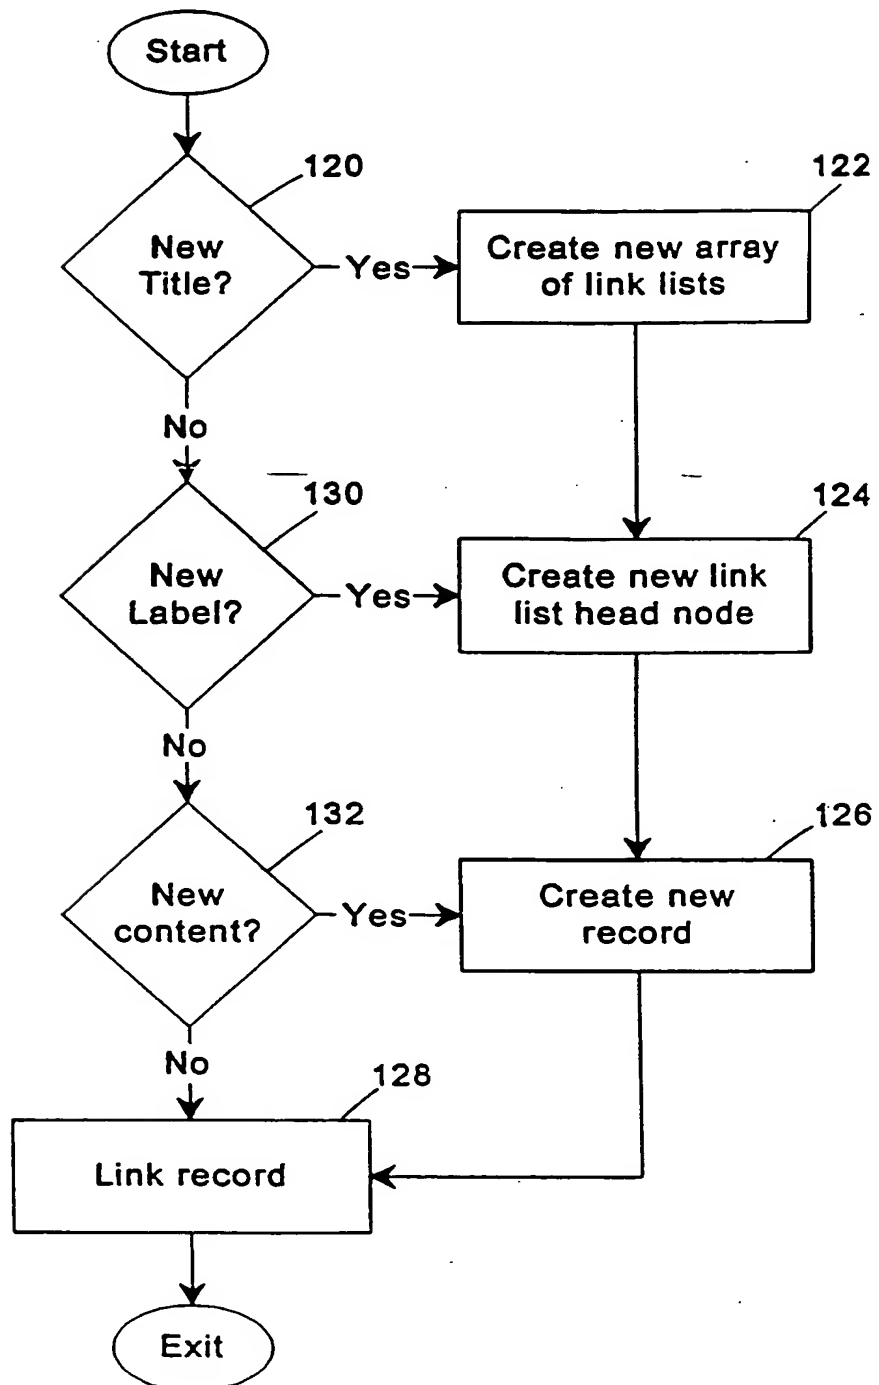 Start
120
New
Title?
Yes
122
Create new array
of link lists
No
130
New
Label?
Yes
124
Create new link
list head node
No
132
New
content?
Yes
126
Create new
record
No
128
Link record
Exit